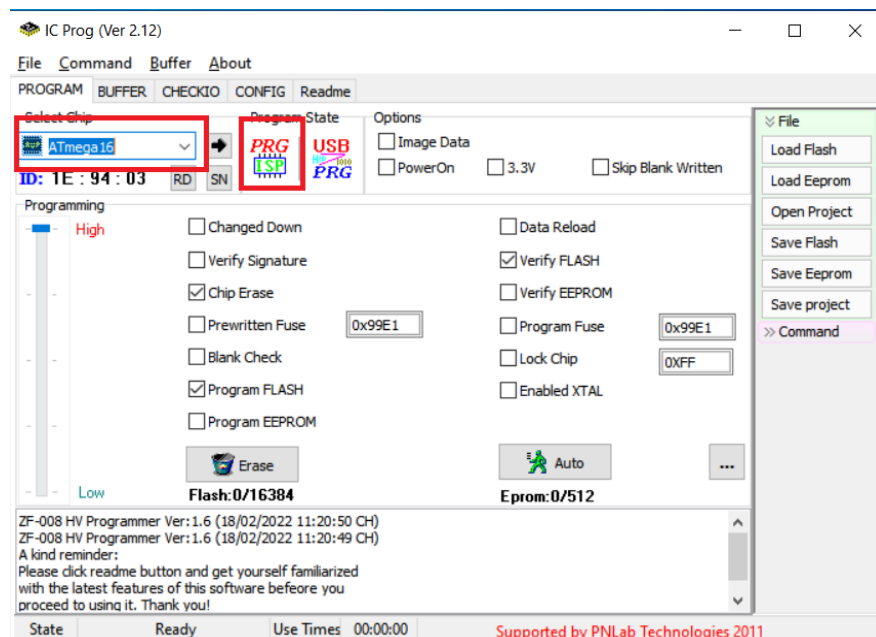 IC Prog (Ver 2.12)
File Command Buffer About
PROGRAM BUFFER CHECKIO CONFIG Readme
Select Chip
ATmega16
ID: 1E : 94 : 03 RD SN
Program State
PRG ISP
USB PRG
Options
Image Data
PowerOn 3.3V Skip Blank Written
Programming
High
Low
Changed Down
Verify Signature
Chip Erase
Prewritten Fuse 0x99E1
Blank Check
Program FLASH
Program EEPROM
Data Reload
Verify FLASH
Verify EEPROM
Program Fuse 0x99E1
Lock Chip 0XFF
Enabled XTAL
Erase
Auto
...
Flash:0/16384
Eprom:0/512
File
Load Flash
Load Eeprom
Open Project
Save Flash
Save Eeprom
Save project
Command
ZF-008 HV Programmer Ver:1.6 (18/02/2022 11:20:50 CH)
ZF-008 HV Programmer Ver:1.6 (18/02/2022 11:20:49 CH)
A kind reminder:
Please click readme button and get yourself familiarized
with the latest features of this software befeore you
proceed to using it. Thank you!
State Ready Use Times 00:00:00 Supported by PNLab Technologies 2011